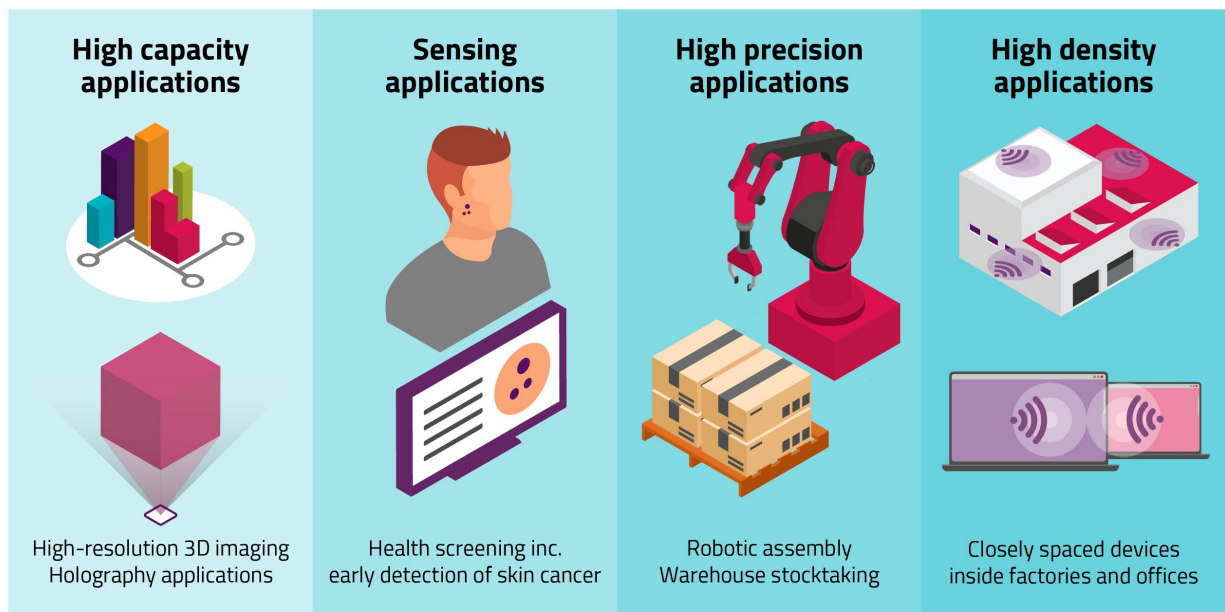 High capacity
applications
High-resolution 3D imaging
Holography applications
Sensing
applications
Health screening inc.
early detection of skin cancer
High precision
applications
Robotic assembly
Warehouse stocktaking
High density
applications
Closely spaced devices
inside factories and offices